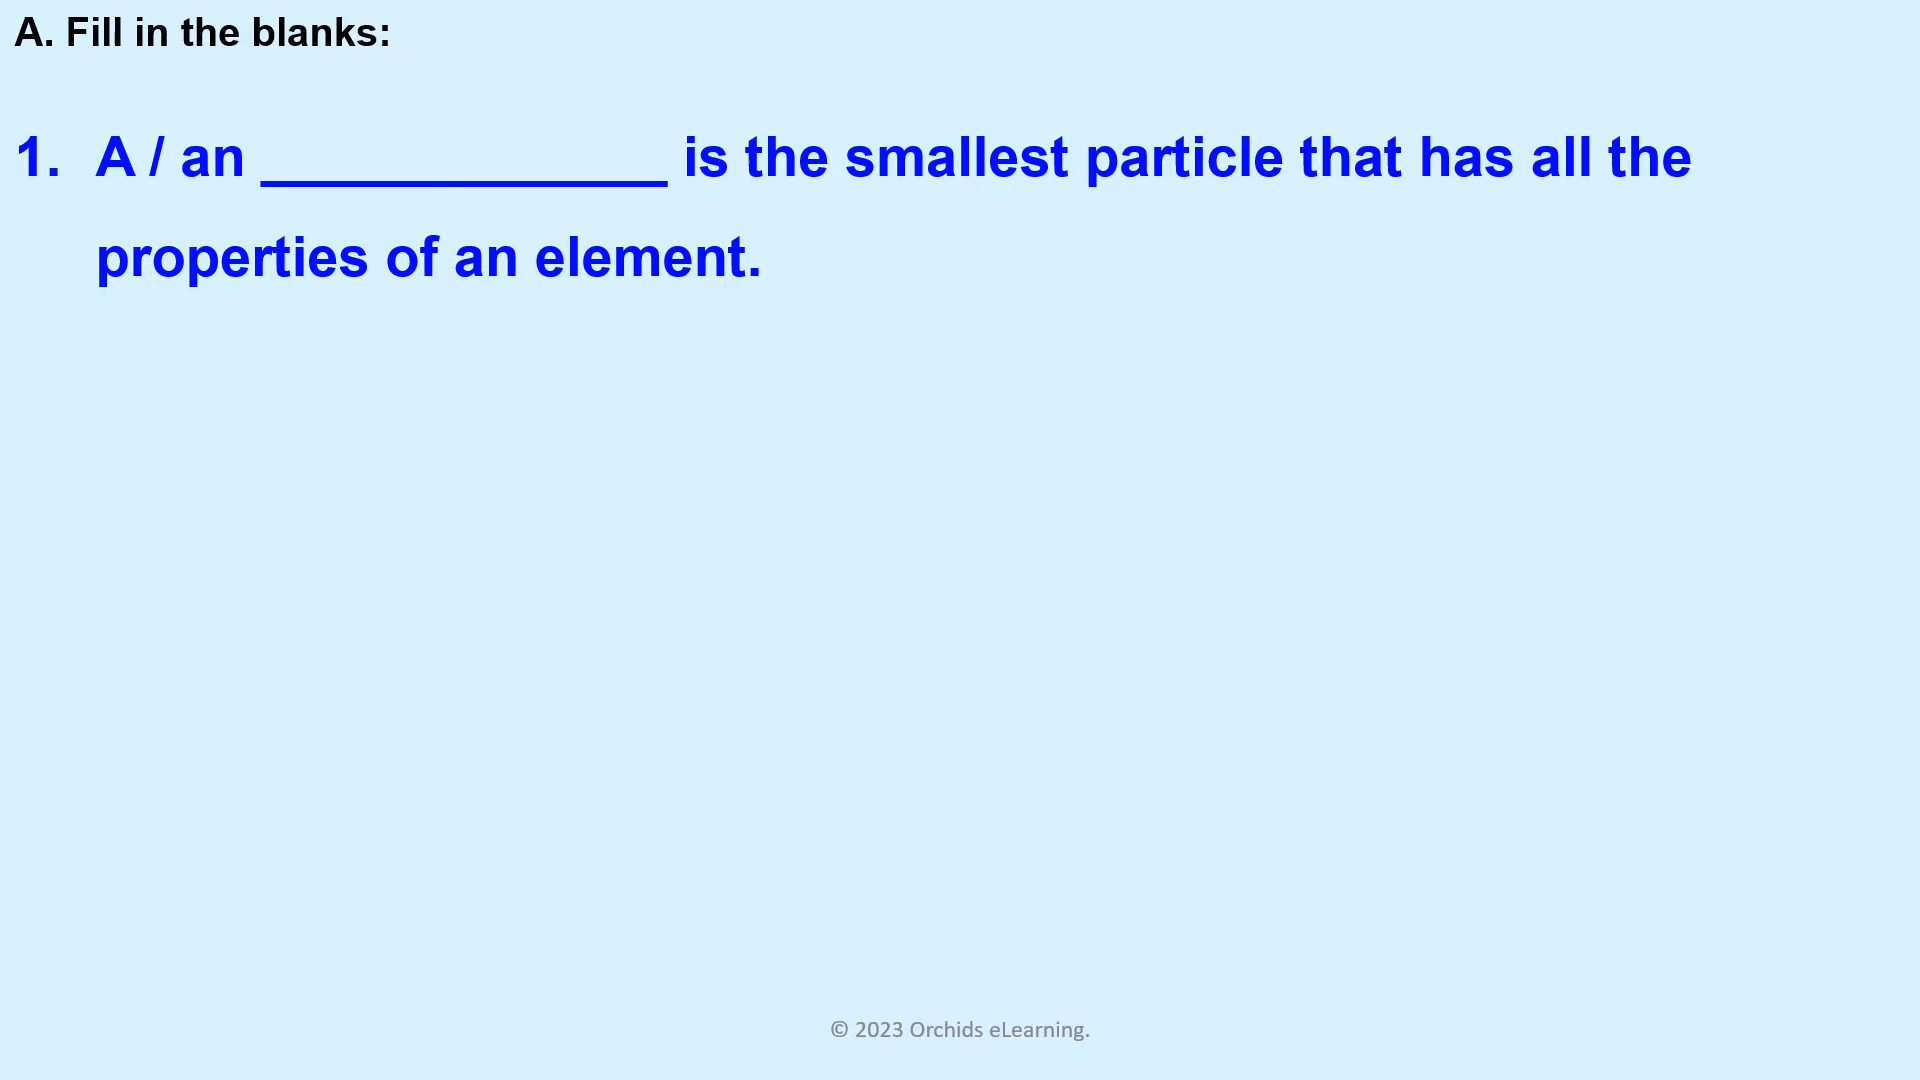 A. Fill in the blanks:
1. A / an ______________ is the smallest particle that has all the
properties of an element.
© 2023 Orchids eLearning.